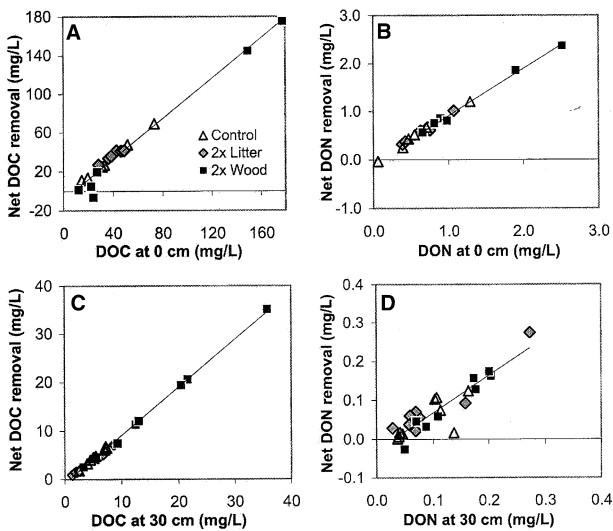 A
Net DOC removal (mg/L)
180
140
100
60
20
-20
Control
2x Litter
2x Wood
0 40 80 120 160
DOC at 0 cm (mg/L)
B
Net DON removal (mg/L)
3.0
2.0
1.0
0.0
-1.0
0.0 1.0 2.0 3.0
DON at 0 cm (mg/L)
C
Net DOC removal (mg/L)
40
30
20
10
0
0 10 20 30 40
DOC at 30 cm (mg/L)
D
Net DON removal (mg/L)
0.4
0.3
0.2
0.1
0.0
-0.1
0.0 0.1 0.2 0.3 0.4
DON at 30 cm (mg/L)